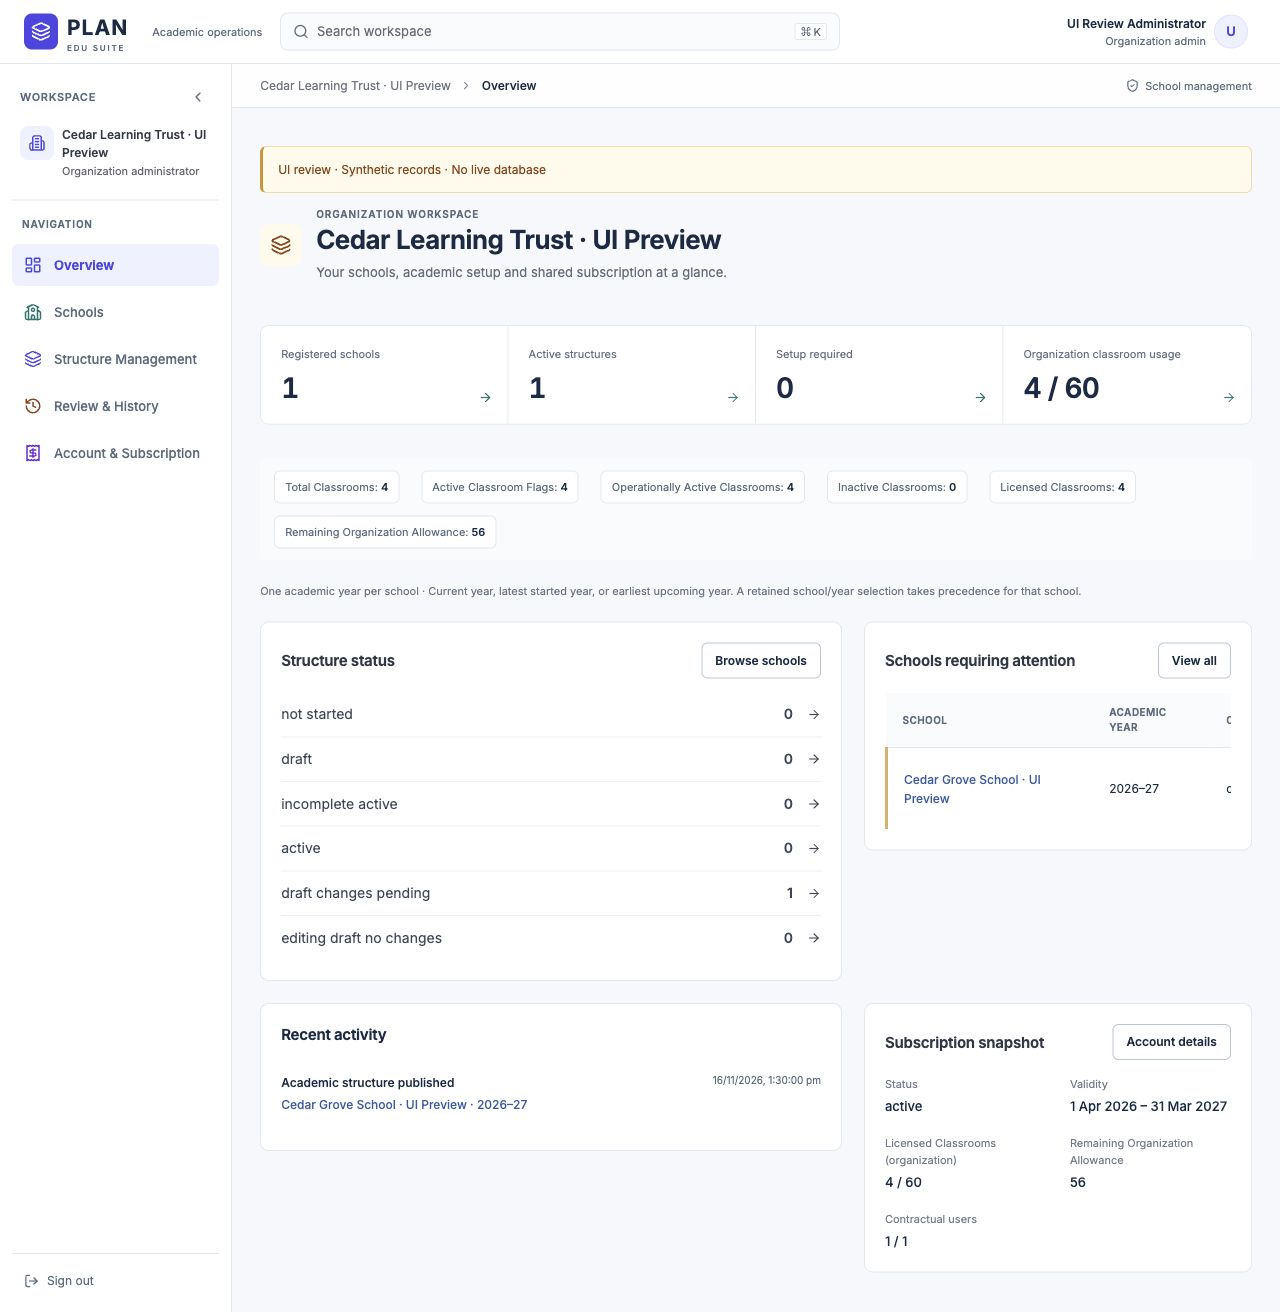 PLAN
EDU SUITE
Academic operations
Search workspace
⌘ K
UI Review Administrator
Organization admin
U
WORKSPACE
Cedar Learning Trust · UI
Preview
Organization administrator
NAVIGATION
Overview
Schools
Structure Management
Review & History
Account & Subscription
Sign out
Cedar Learning Trust · UI Preview > Overview
School management
UI review · Synthetic records · No live database
ORGANIZATION WORKSPACE
Cedar Learning Trust · UI Preview
Your schools, academic setup and shared subscription at a glance.
Registered schools
1
Active structures
1
Setup required
0
Organization classroom usage
4 / 60
Total Classrooms: 4
Active Classroom Flags: 4
Operationally Active Classrooms: 4
Inactive Classrooms: 0
Licensed Classrooms: 4
Remaining Organization Allowance: 56
One academic year per school · Current year, latest started year, or earliest upcoming year. A retained school/year selection takes precedence for that school.
Structure status
Browse schools
not started 0
draft 0
incomplete active 0
active 0
draft changes pending 1
editing draft no changes 0
Schools requiring attention
View all
SCHOOL
ACADEMIC
YEAR
Cedar Grove School · UI
Preview
2026–27
Recent activity
Academic structure published
16/11/2026, 1:30:00 pm
Cedar Grove School · UI Preview · 2026–27
Subscription snapshot
Account details
Status
active
Validity
1 Apr 2026 – 31 Mar 2027
Licensed Classrooms
(organization)
4 / 60
Remaining Organization
Allowance
56
Contractual users
1 / 1